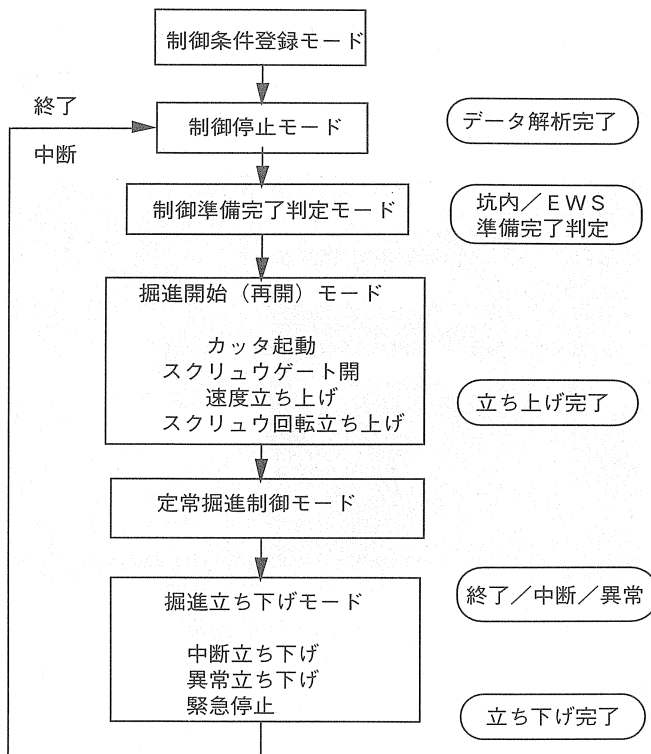 制御条件登録モード
終了
中断
制御停止モード
データ解析完了
制御準備完了判定モード
坑内／ＥＷＳ
準備完了判定
掘進開始（再開）モード
カッタ起動
スクリュウゲート開
速度立ち上げ
スクリュウ回転立ち上げ
立ち上げ完了
定常掘進制御モード
掘進立ち下げモード
終了／中断／異常
中断立ち下げ
異常立ち下げ
緊急停止
立ち下げ完了